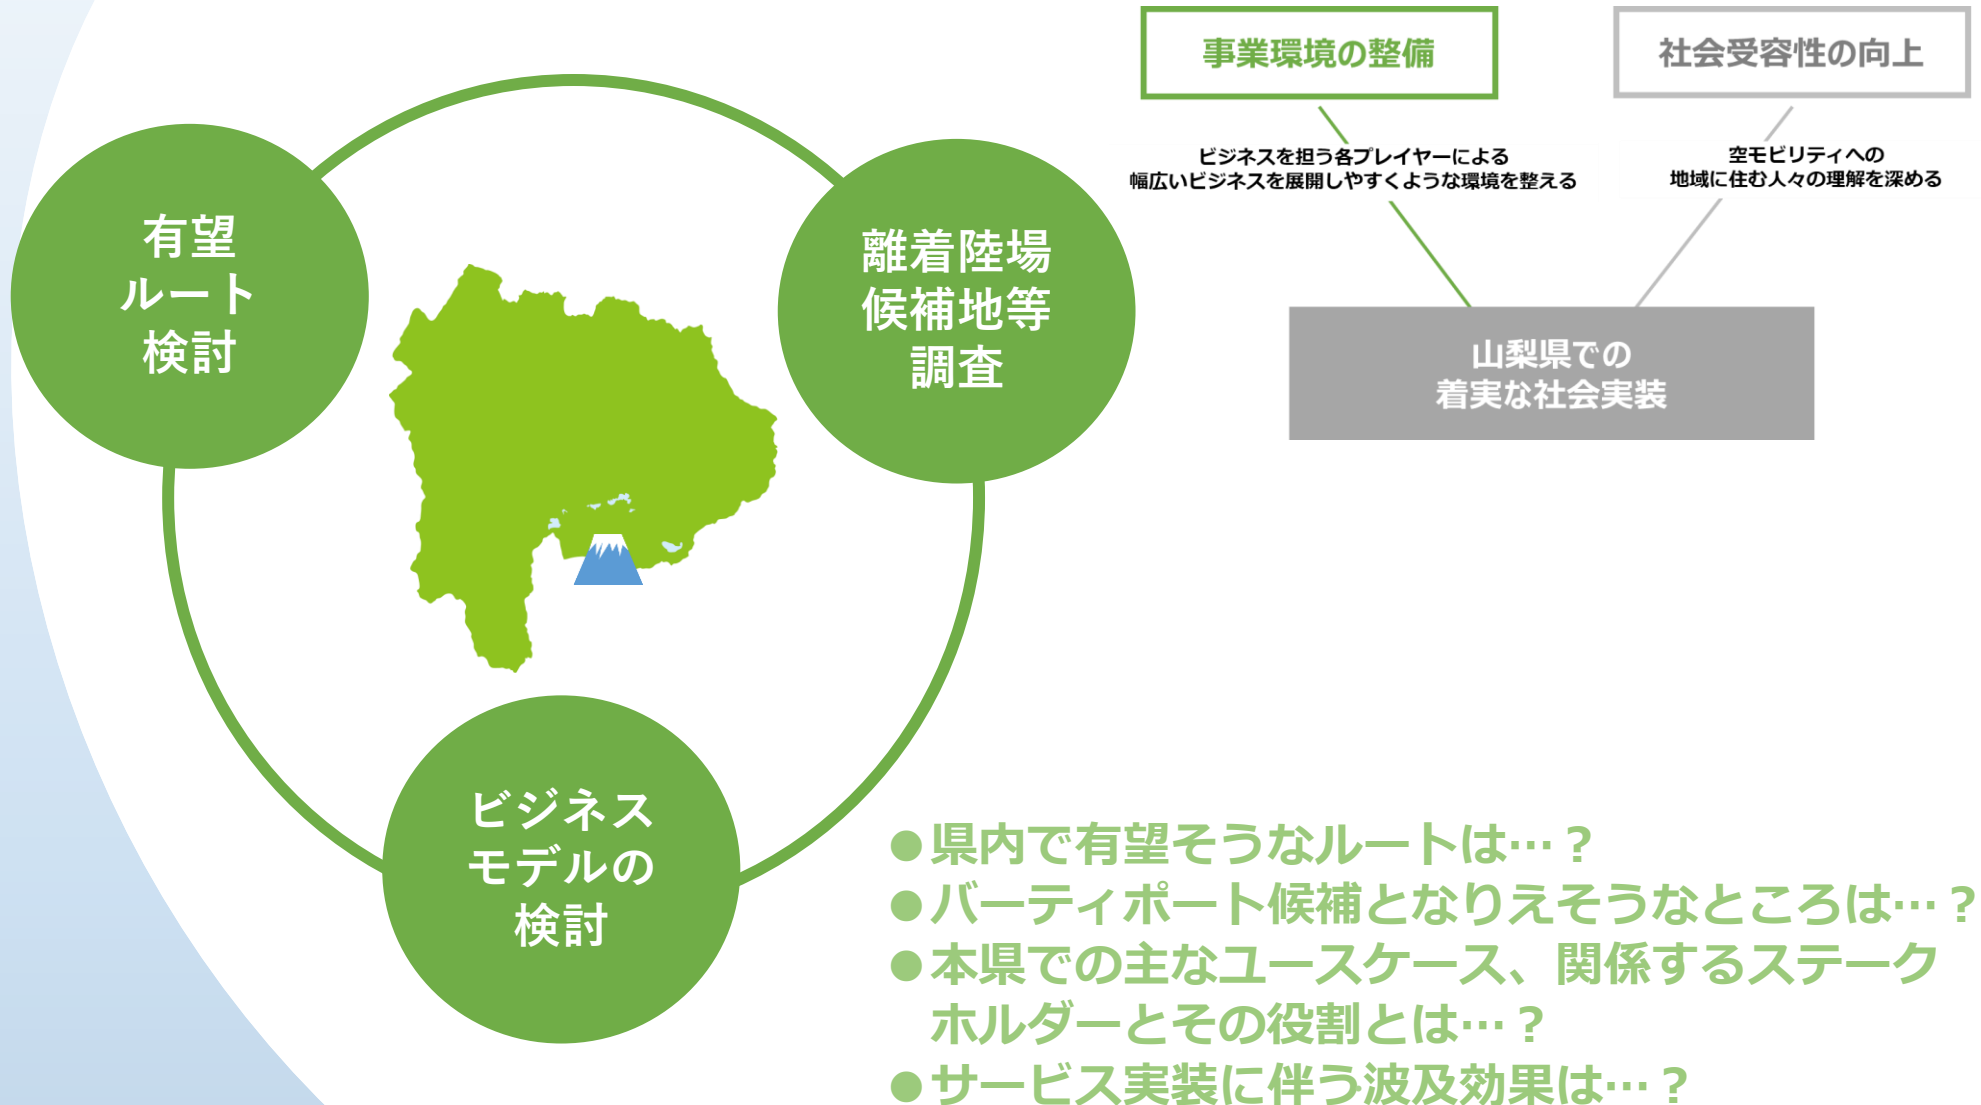 事業環境の整備
社会受容性の向上
ビジネスを担う各プレイヤーによる
幅広いビジネスを展開しやすくような環境を整える
空モビリティへの
地域に住む人々の理解を深める
山梨県での
着実な社会実装
有望
ルート
検討
離着陸場
候補地等
調査
ビジネス
モデルの
検討
●県内で有望そうなルートは…？
●バーティポート候補となりえそうなところは…？
●本県での主なユースケース、関係するステーク
ホルダーとその役割とは…？
●サービス実装に伴う波及効果は…？